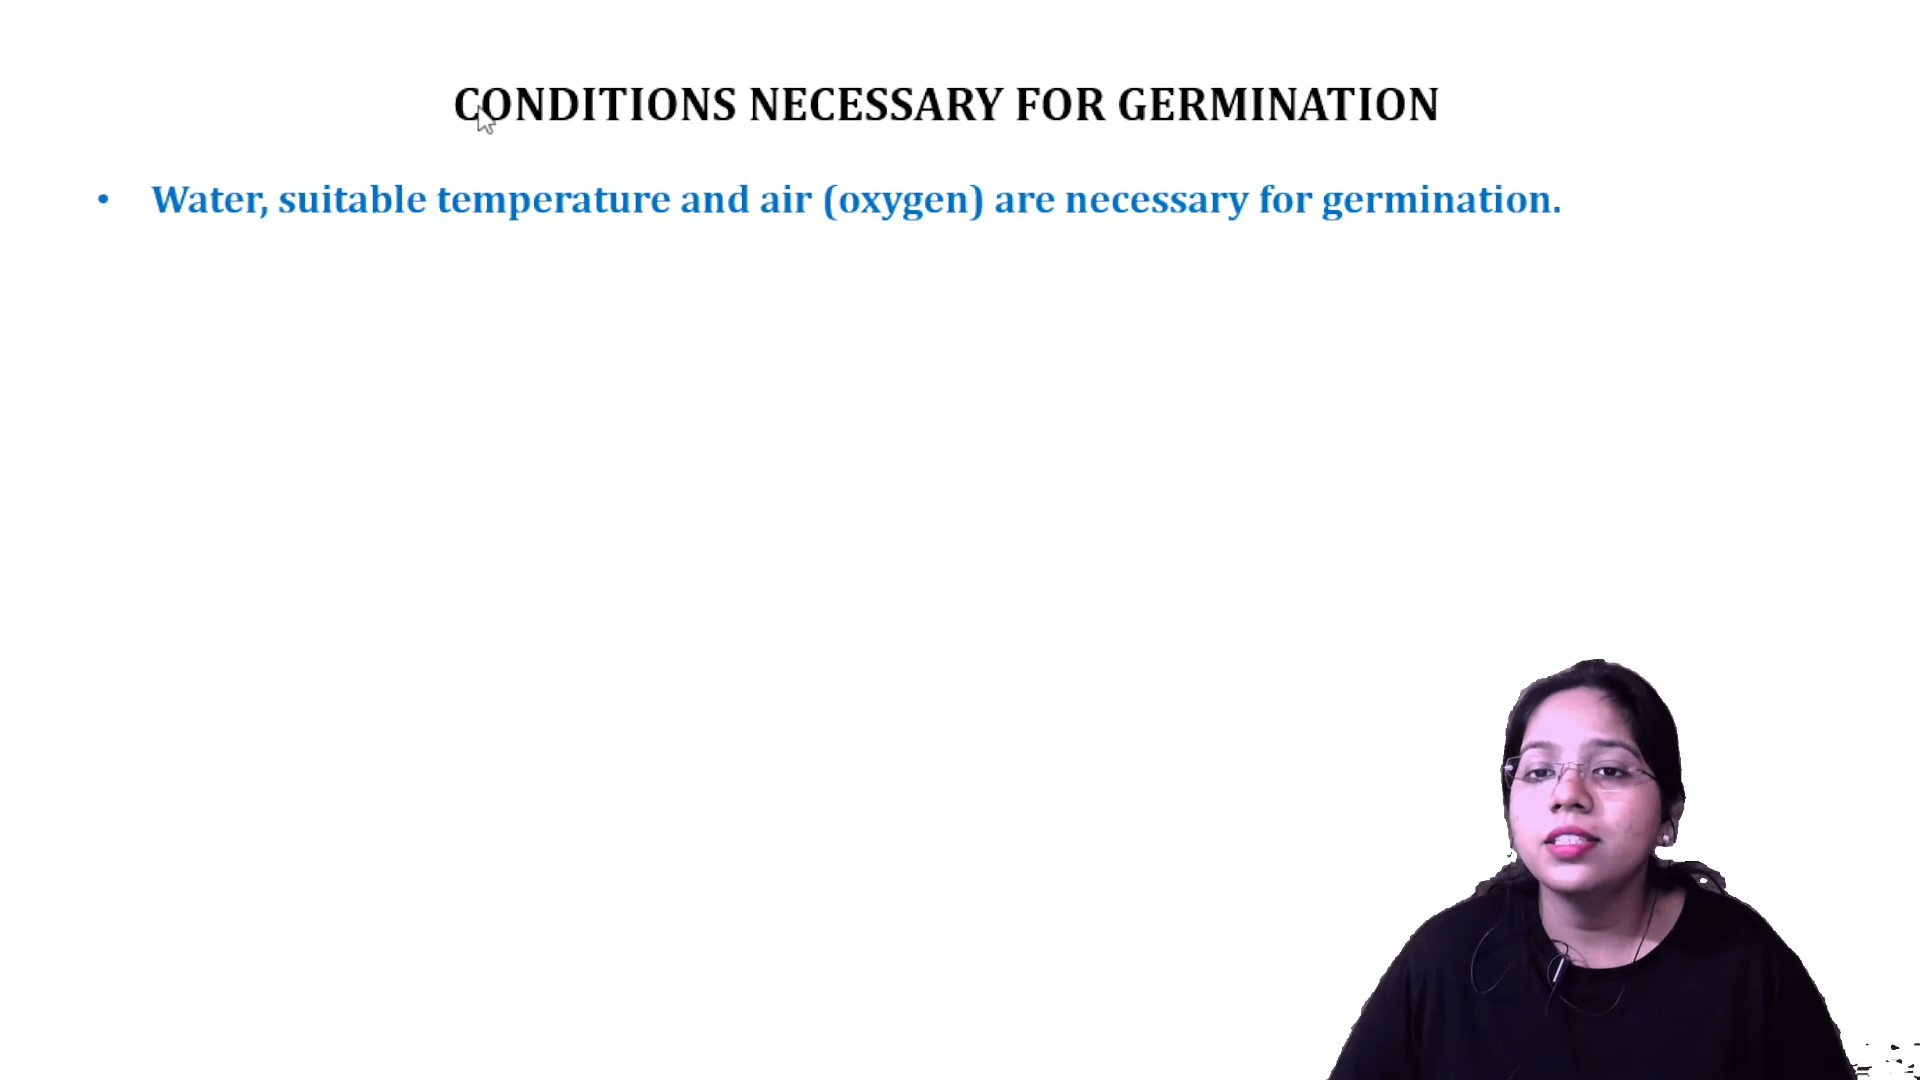 CONDITIONS NECESSARY FOR GERMINATION
• Water, suitable temperature and air (oxygen) are necessary for germination.